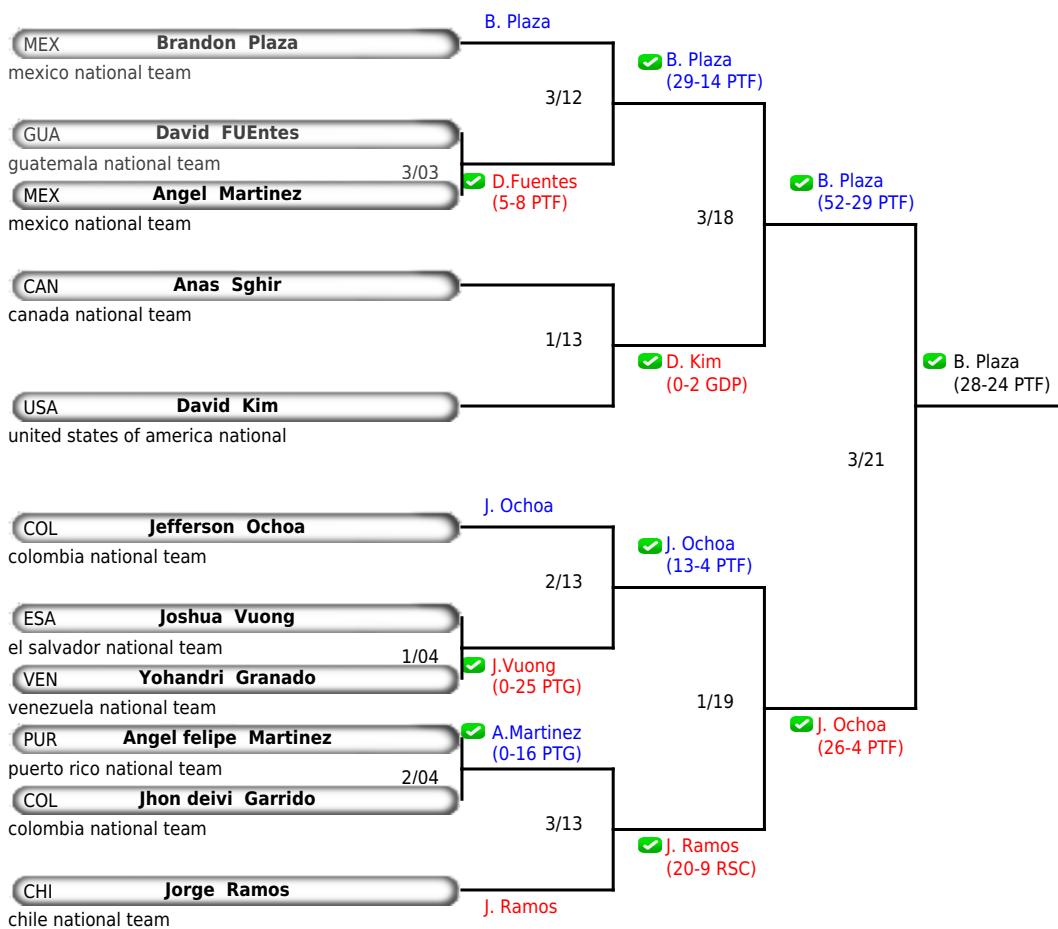 B. Plaza
MEX Brandon Plaza
mexico national team
B. Plaza
(29-14 PTF)
3/12
GUA David FUEntes
guatemala national team
3/03
D.Fuentes
(5-8 PTF)
MEX Angel Martinez
mexico national team
B. Plaza
(52-29 PTF)
3/18
CAN Anas Sghir
canada national team
1/13
D. Kim
(0-2 GDP)
B. Plaza
(28-24 PTF)
USA David Kim
united states of america national
3/21
J. Ochoa
COL Jefferson Ochoa
colombia national team
J. Ochoa
(13-4 PTF)
2/13
ESA Joshua Vuong
el salvador national team
1/04
J.Vuong
(0-25 PTG)
VEN Yohandri Granado
venezuela national team
1/19
J. Ochoa
(26-4 PTF)
PUR Angel felipe Martinez
A.Martinez
(0-16 PTG)
puerto rico national team
2/04
COL Jhon deivi Garrido
colombia national team
3/13
J. Ramos
(20-9 RSC)
CHI Jorge Ramos
J. Ramos
chile national team